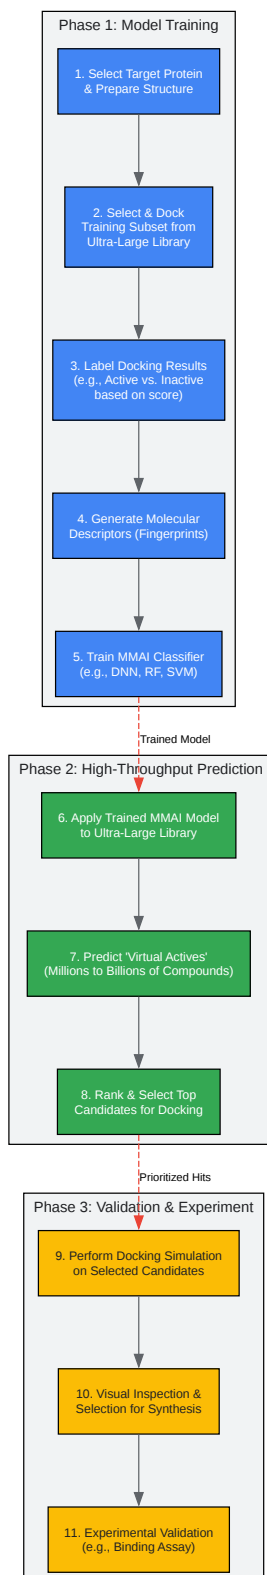 Phase 1: Model Training
1. Select Target Protein
& Prepare Structure
2. Select & Dock
Training Subset from
Ultra-Large Library
3. Label Docking Results
(e.g., Active vs. Inactive
based on score)
4. Generate Molecular
Descriptors (Fingerprints)
5. Train MMAI Classifier
(e.g., DNN, RF, SVM)
Trained Model
Phase 2: High-Throughput Prediction
6. Apply Trained MMAI Model
to Ultra-Large Library
7. Predict 'Virtual Actives'
(Millions to Billions of Compounds)
8. Rank & Select Top
Candidates for Docking
Prioritized Hits
Phase 3: Validation & Experiment
9. Perform Docking Simulation
on Selected Candidates
10. Visual Inspection &
Selection for Synthesis
11. Experimental Validation
(e.g., Binding Assay)